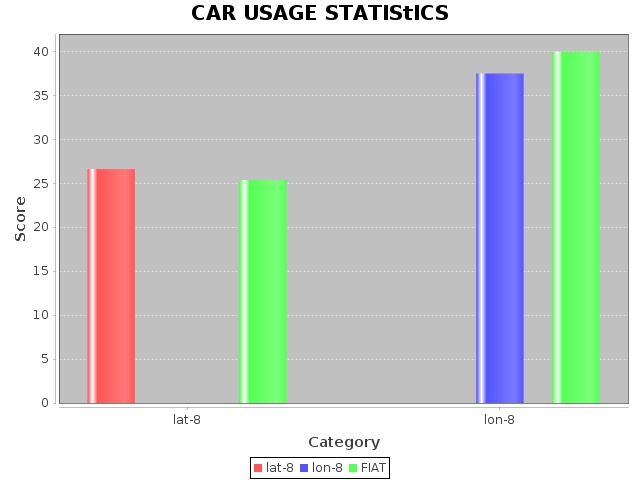 CAR USAGE STATIStICS
Score
40
35
30
25
20
15
10
5
0
lat-8 lon-8
Category
lat-8 lon-8 FIAT